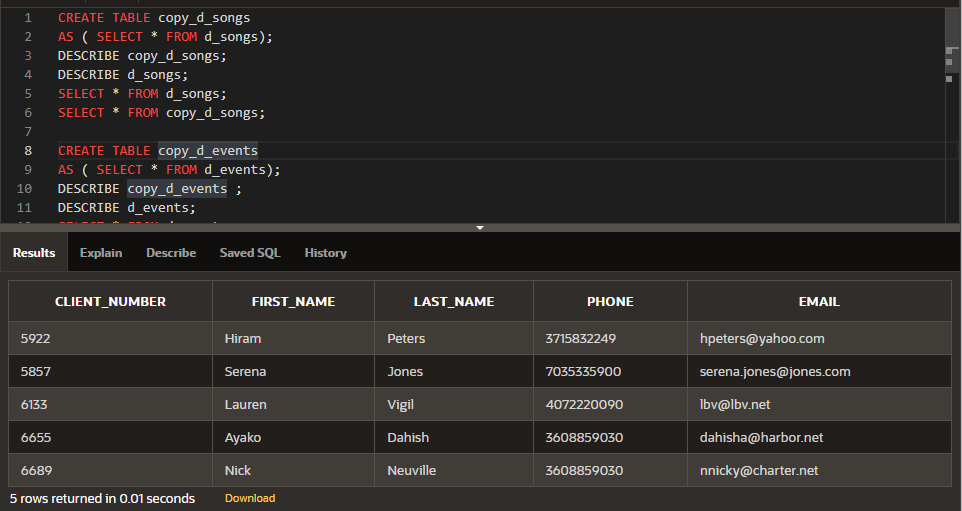 1 CREATE TABLE copy_d_songs
2 AS ( SELECT * FROM d_songs);
3 DESCRIBE copy_d_songs;
4 DESCRIBE d_songs;
5 SELECT * FROM d_songs;
6 SELECT * FROM copy_d_songs;
7
8 CREATE TABLE copy_d_events
9 AS ( SELECT * FROM d_events);
10 DESCRIBE copy_d_events ;
11 DESCRIBE d_events;
Results Explain Describe Saved SQL History
CLIENT_NUMBER FIRST_NAME LAST_NAME PHONE EMAIL
5922 Hiram Peters 3715832249 hpeters@yahoo.com
5857 Serena Jones 7035335900 serena.jones@jones.com
6133 Lauren Vigil 4072220090 lbv@lbv.net
6655 Ayako Dahish 3608859030 dahisha@harbor.net
6689 Nick Neuville 3608859030 nnicky@charter.net
5 rows returned in 0.01 seconds Download